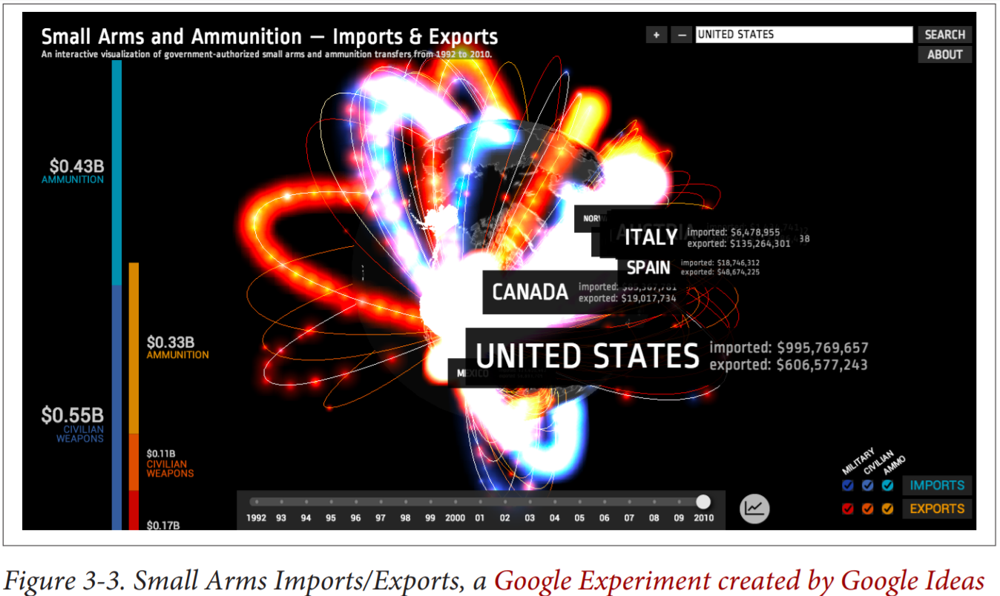 Small Arms and Ammunition — Imports & Exports
An interactive visualization of government-authorized small arms and ammunition transfers from 1992 to 2010.
+ − UNITED STATES SEARCH
ABOUT
$0.43B
AMMUNITION
$0.55B
CIVILIAN
WEAPONS
$0.33B
AMMUNITION
$0.11B
CIVILIAN
WEAPONS
$0.17B
AUSTRIA
ITALY imported: $6,478,955
exported: $135,264,301 38
SPAIN imported: $18,746,312
exported: $48,674,225
CANADA imported:
exported: $19,017,734
UNITED STATES imported: $995,769,657
exported: $606,577,243
MEXICO
1992 93 94 95 96 97 98 99 2000 01 02 03 04 05 06 07 08 09 2010
MILITARY CIVILIAN AMMO
IMPORTS
EXPORTS
Figure 3-3. Small Arms Imports/Exports, a Google Experiment created by Google Ideas